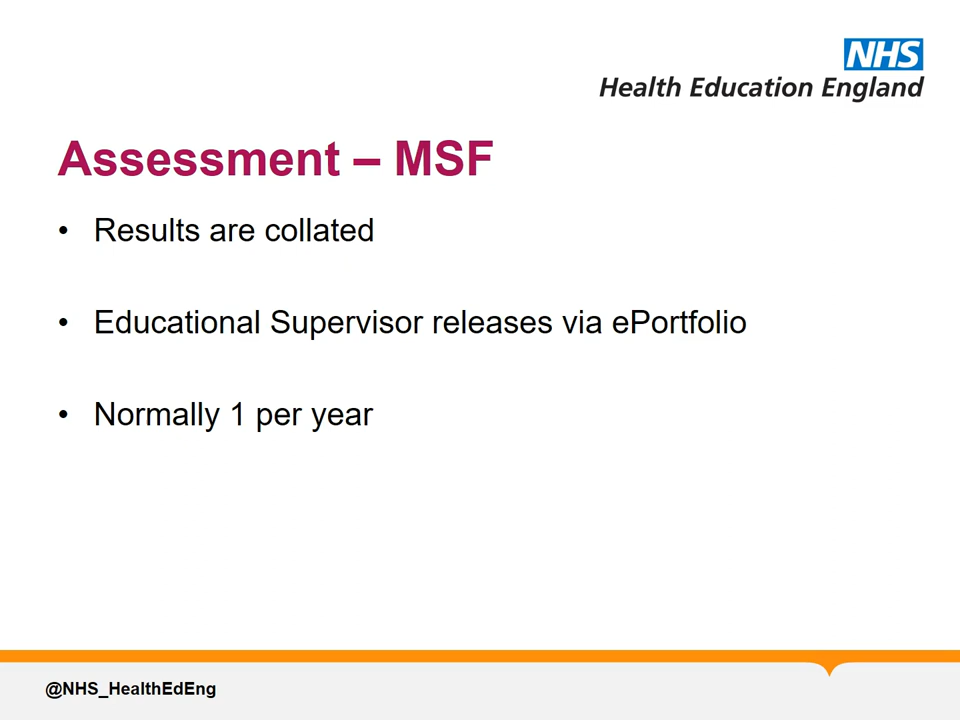 NHS
Health Education England
Assessment – MSF
• Results are collated
• Educational Supervisor releases via ePortfolio
• Normally 1 per year
@NHS_HealthEdEng